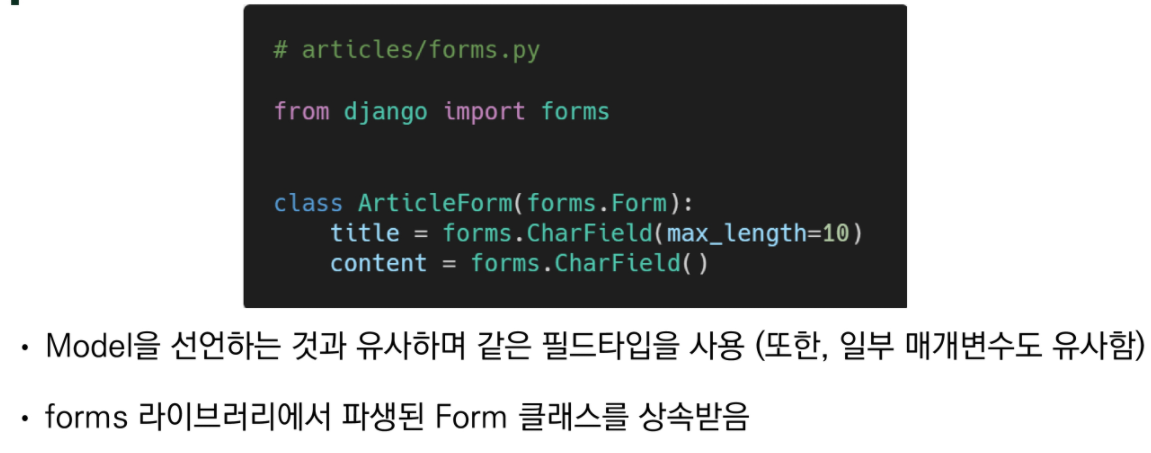 # articles/forms.py
from django import forms
class ArticleForm(forms.Form):
    title = forms.CharField(max_length=10)
    content = forms.CharField()
• Model을 선언하는 것과 유사하며 같은 필드타입을 사용 (또한, 일부 매개변수도 유사함)
• forms 라이브러리에서 파생된 Form 클래스를 상속받음